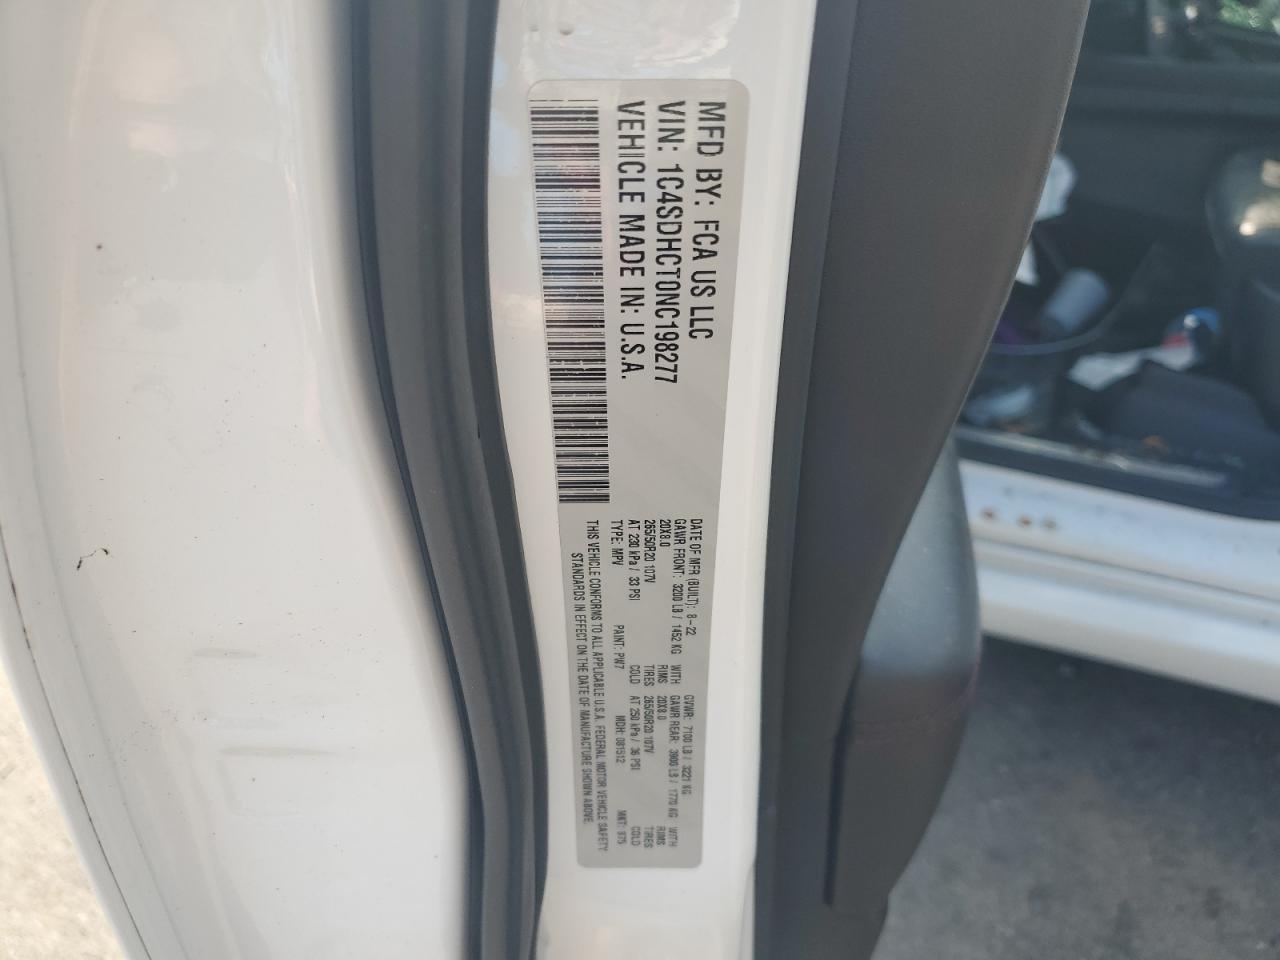 MFD BY: FCA US LLC
VIN: 1C4SDHCT0NC198277
VEHICLE MADE IN: U.S.A.
DATE OF MFR (BUILT): 8-22 GVWR: 7100 LB / 3221 KG
GAWR FRONT: 3200 LB / 1452 KG WITH GAWR REAR: 3900 LB / 1770 KG WITH
20X8.0 RIMS 20X8.0 RIMS
265/50R20 107V TIRES 265/50R20 107V TIRES
AT 230 kPa / 33 PSI COLD AT 250 kPa / 36 PSI COLD
TYPE: MPV PAINT: PW7 MDH: 081512 MKT:
THIS VEHICLE CONFORMS TO ALL APPLICABLE U.S.A. FEDERAL MOTOR VEHICLE SAFETY
STANDARDS IN EFFECT ON THE DATE OF MANUFACTURE SHOWN ABOVE.